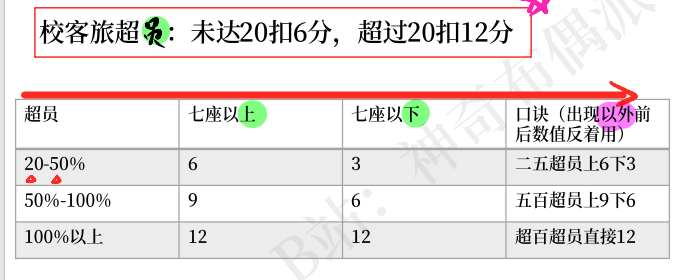 校客旅超员：未达20扣6分，超过20扣12分
超员 七座以上 七座以下 口诀（出现以外前
后数值反着用）
20-50% 6 3 二五超员上6下3
50%-100% 9 6 五百超员上9下6
100%以上 12 12 超百超员直接12
B站：神奇布偶派